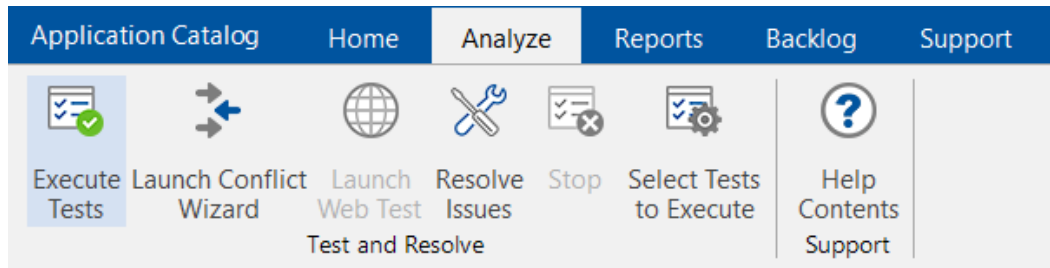 Application Catalog Home Analyze Reports Backlog Support
Execute Launch Conflict Launch Resolve Stop Select Tests Help
Tests Wizard Web Test Issues to Execute Contents
Test and Resolve Support